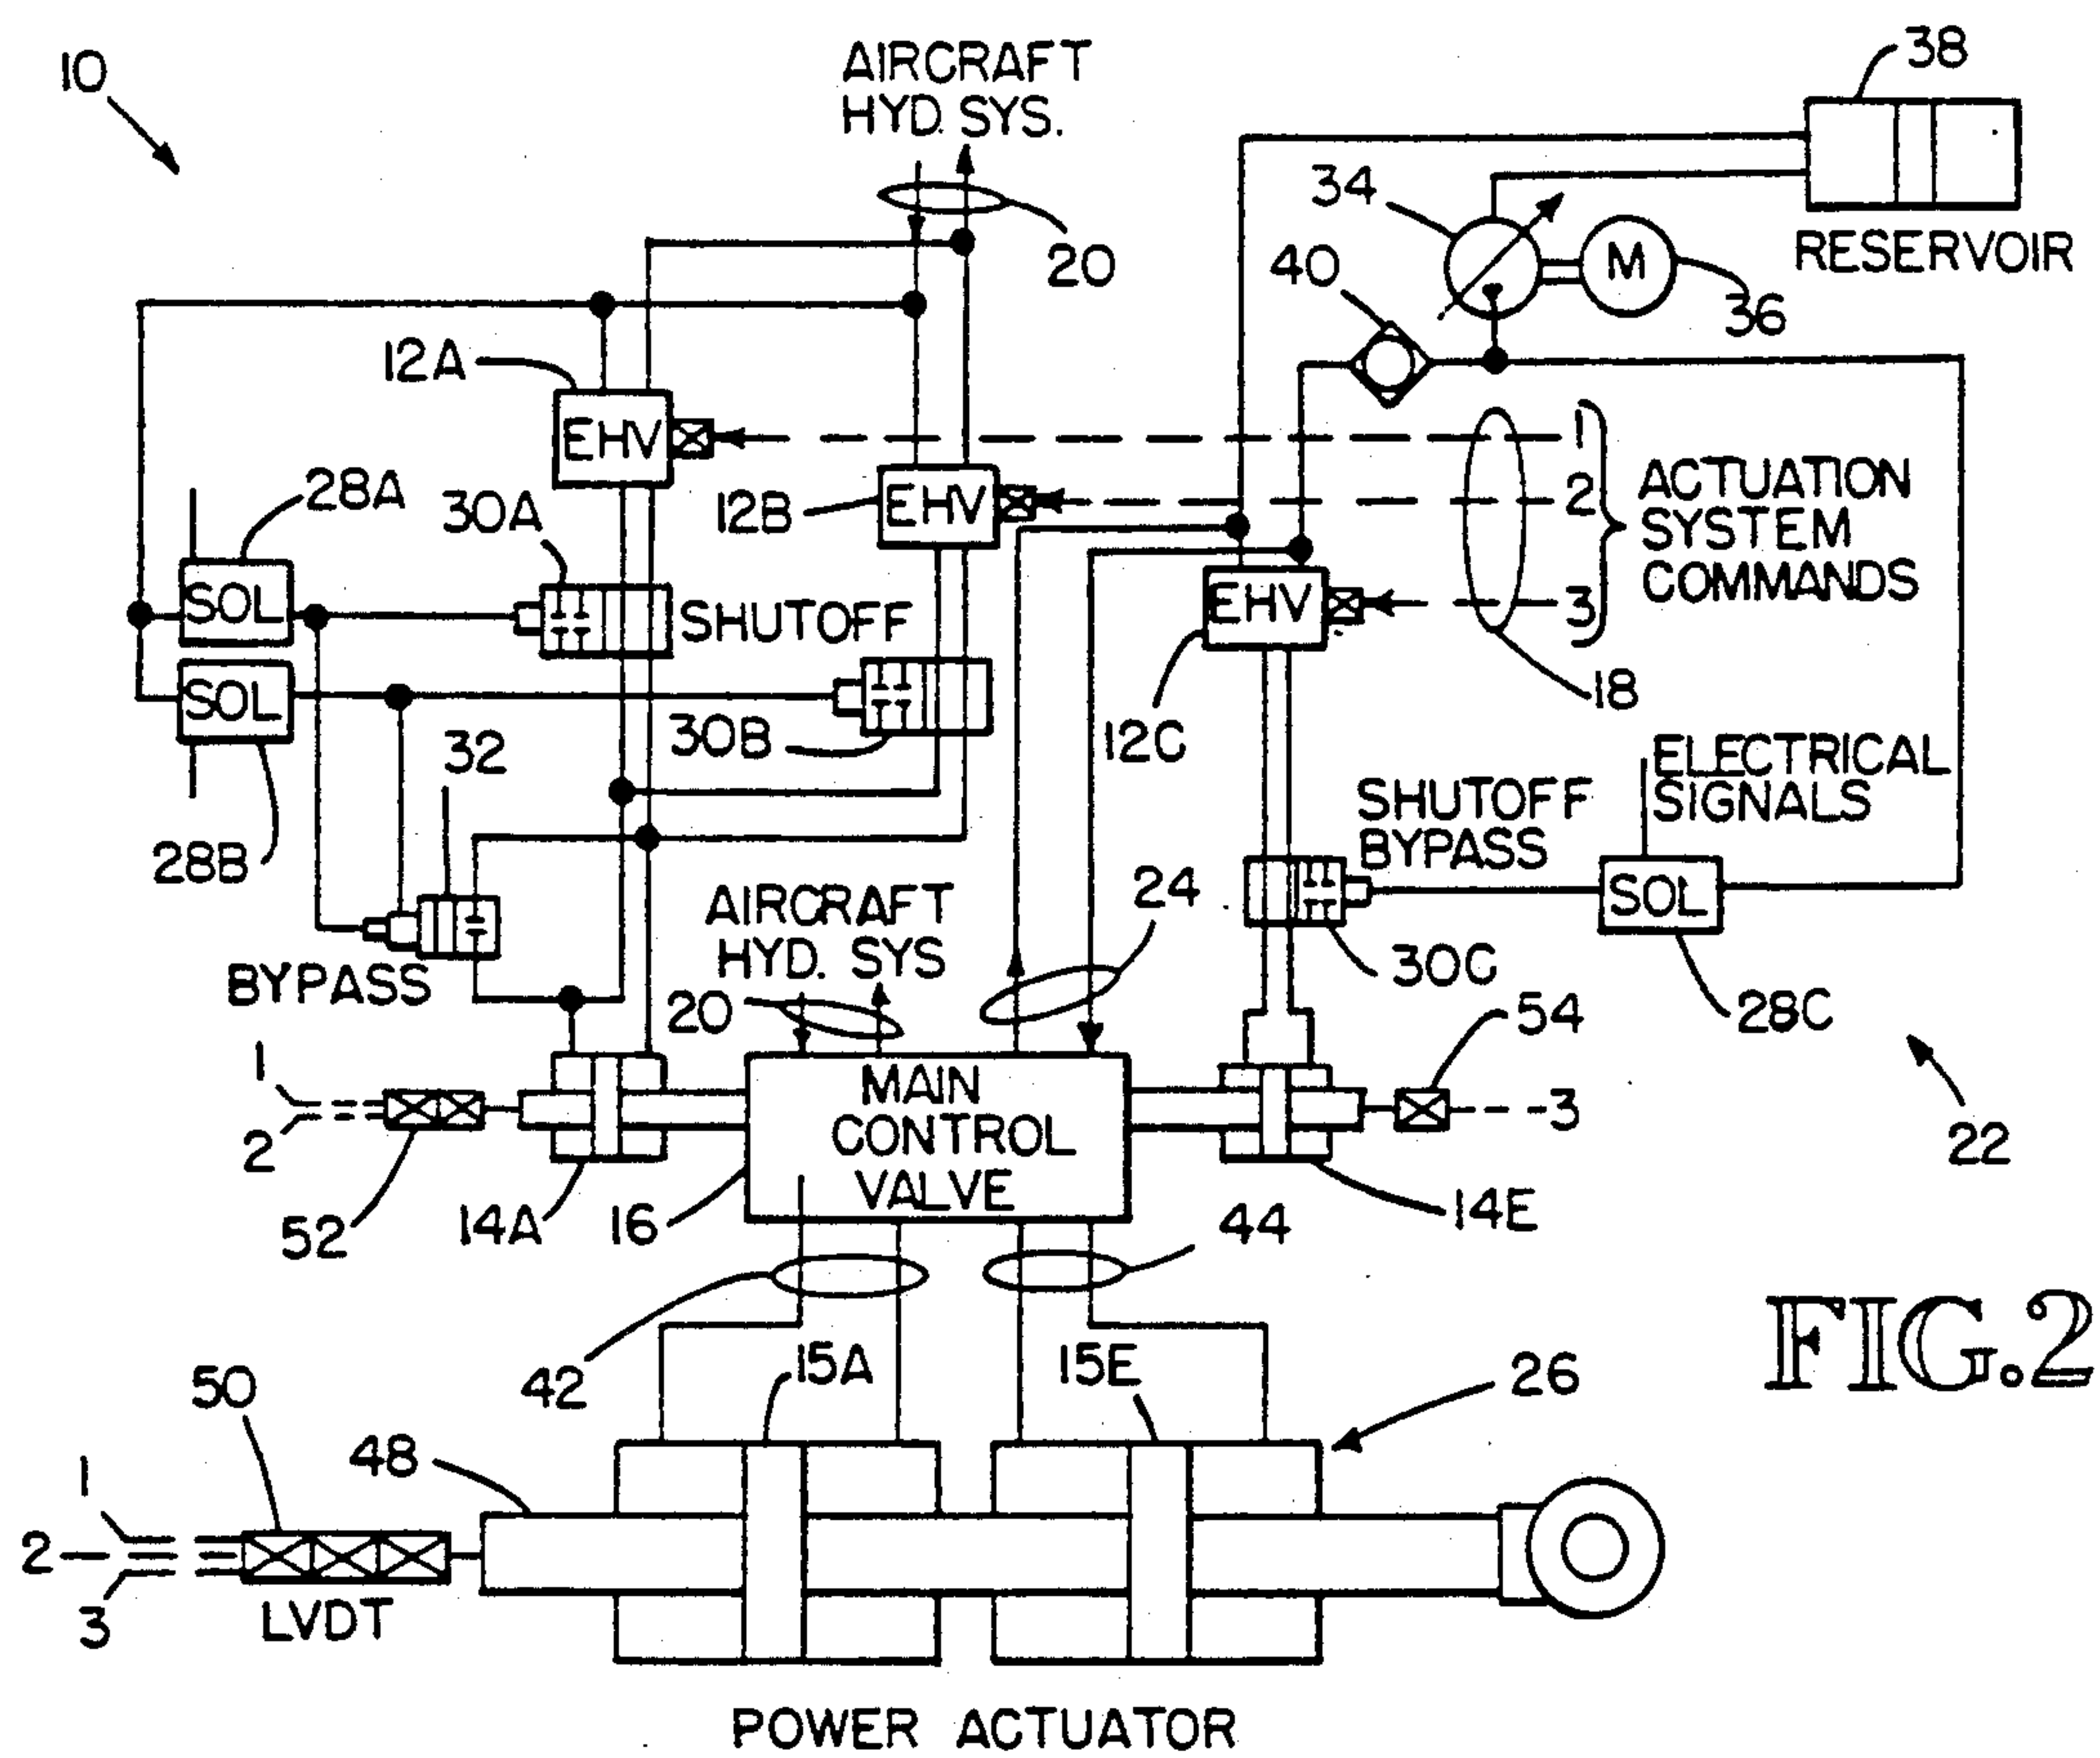 10
AIRCRAFT
HYD. SYS.
20
38
34
40
M
36
RESERVOIR
12A
EHV
28A
30A
12B
EHV
1
2
3
ACTUATION
SYSTEM
COMMANDS
18
SOL
SHUTOFF
EHV
12C
SOL
28B
32
30B
ELECTRICAL
SIGNALS
SHUTOFF
BYPASS
SOL
BYPASS
AIRCRAFT
HYD. SYS
20
24
30C
28C
54
22
1
2
52
14A
16
MAIN
CONTROL
VALVE
3
14E
42
44
FIG.2
50
48
15A
15E
26
1
2
3
LVDT
POWER ACTUATOR